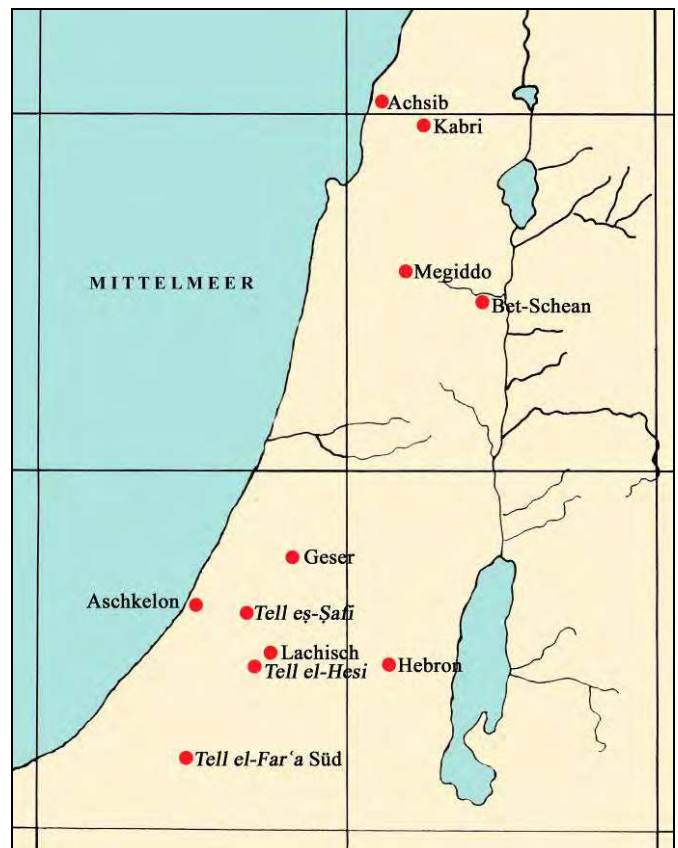 Achsib
Kabri
Megiddo
MITTELMEER
Bet-Schean
Geser
Aschkelon
Tell eṣ-Ṣafi
Lachisch
Tell el-Hesi
Hebron
Tell el-Farʿa Süd